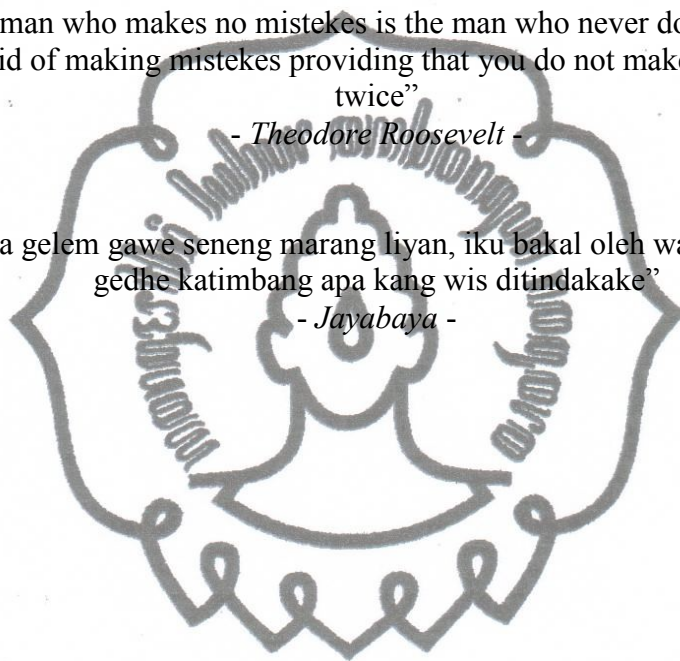 man who makes no mistekes is the man who never do
id of making mistekes providing that you do not make
twice”
- Theodore Roosevelt -
a gelem gawe seneng marang liyan, iku bakal oleh wa
gedhe katimbang apa kang wis ditindakake”
- Jayabaya -